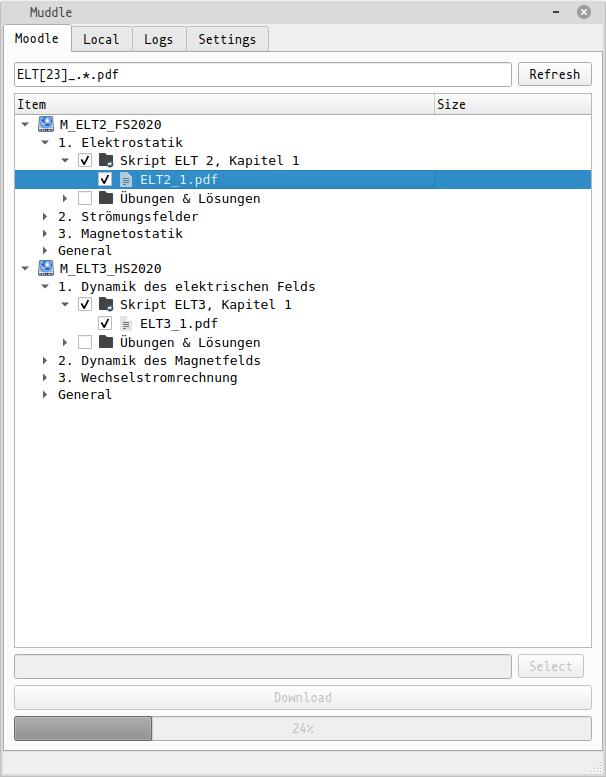 Muddle
Moodle Local Logs Settings
ELT[23]_.*.pdf Refresh
Item Size
M_ELT2_FS2020
1. Elektrostatik
Skript ELT 2, Kapitel 1
ELT2_1.pdf
Übungen & Lösungen
2. Strömungsfelder
3. Magnetostatik
General
M_ELT3_HS2020
1. Dynamik des elektrischen Felds
Skript ELT3, Kapitel 1
ELT3_1.pdf
Übungen & Lösungen
2. Dynamik des Magnetfelds
3. Wechselstromrechnung
General
Select
Download
24%